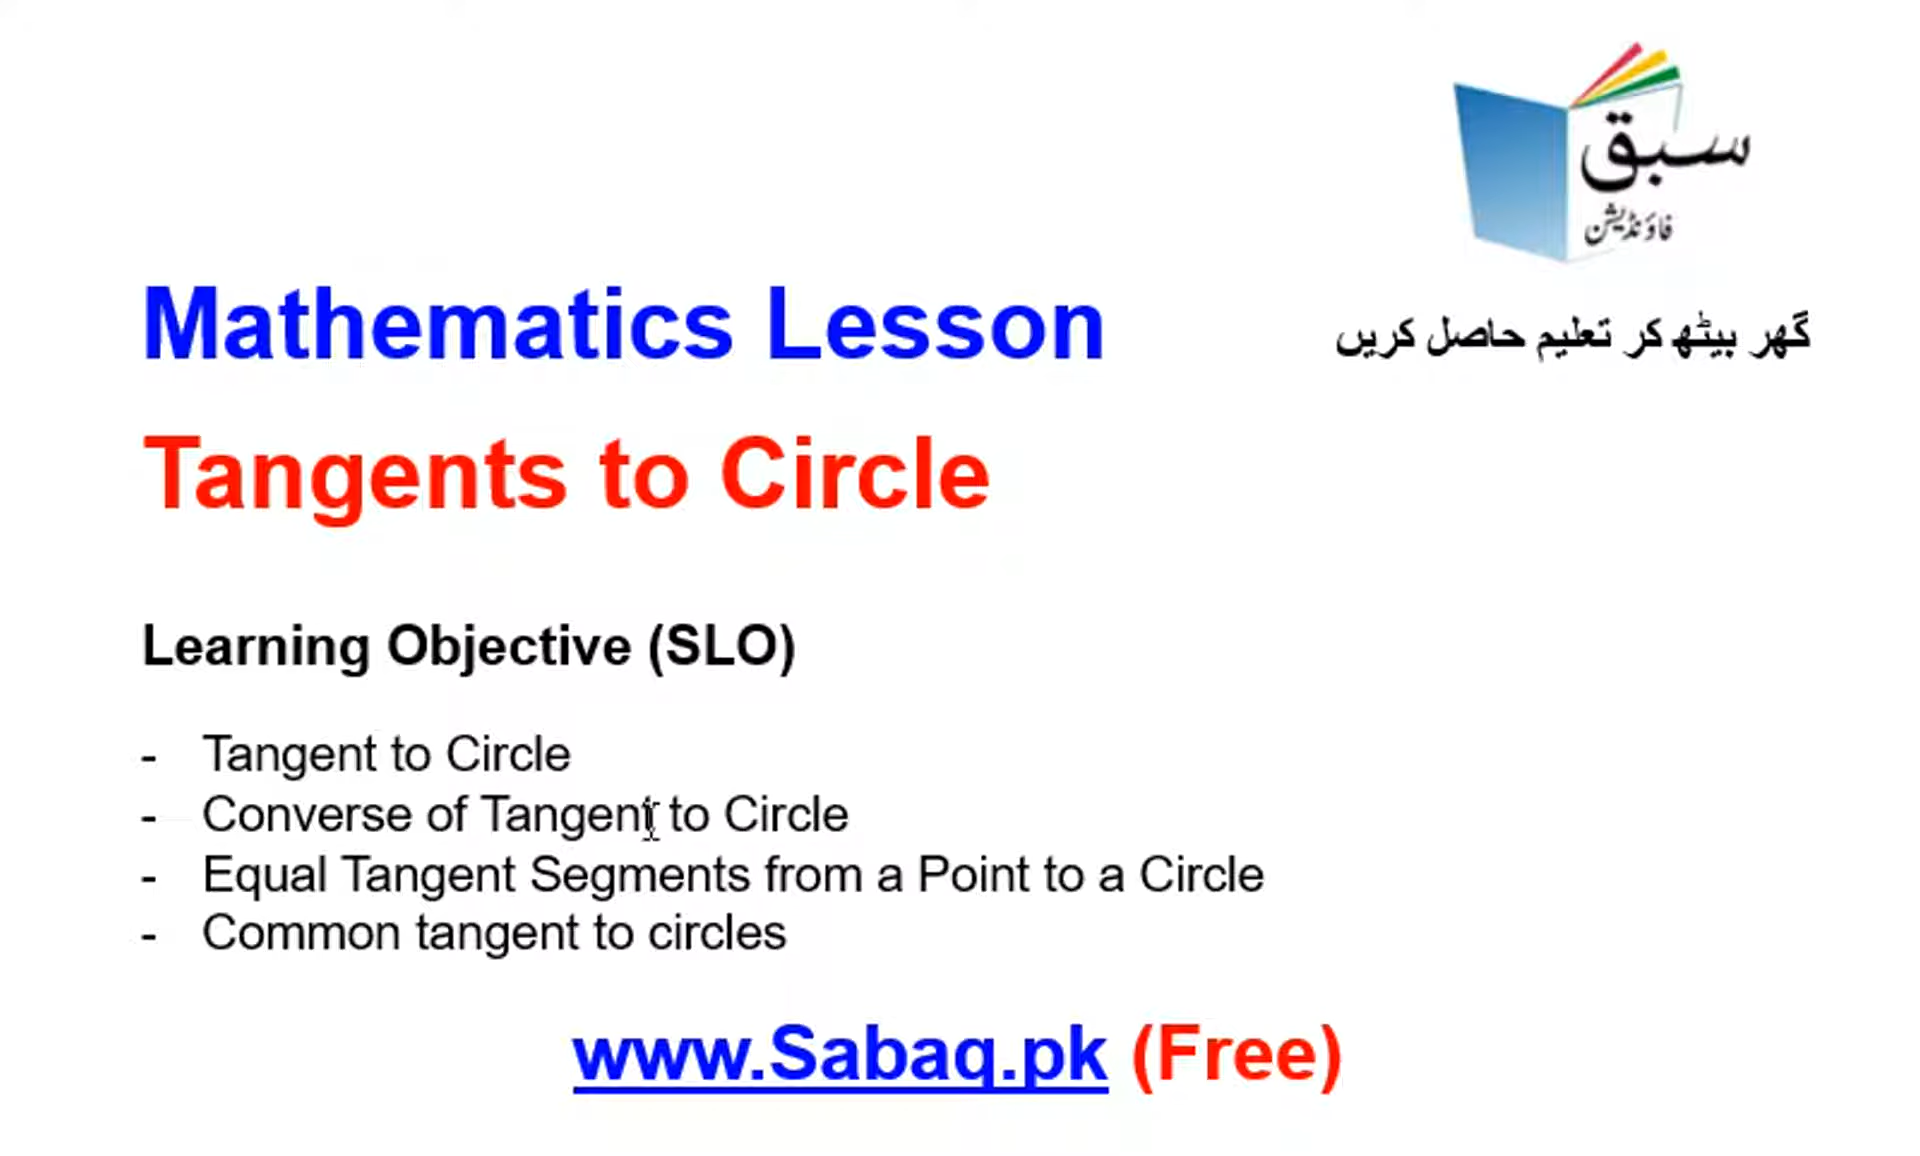 سبق
فاؤنڈیشن
گھر بیٹھ کر تعلیم حاصل کریں
Mathematics Lesson
Tangents to Circle
Learning Objective (SLO)
- Tangent to Circle
- Converse of Tangent to Circle
- Equal Tangent Segments from a Point to a Circle
- Common tangent to circles
www.Sabaq.pk (Free)